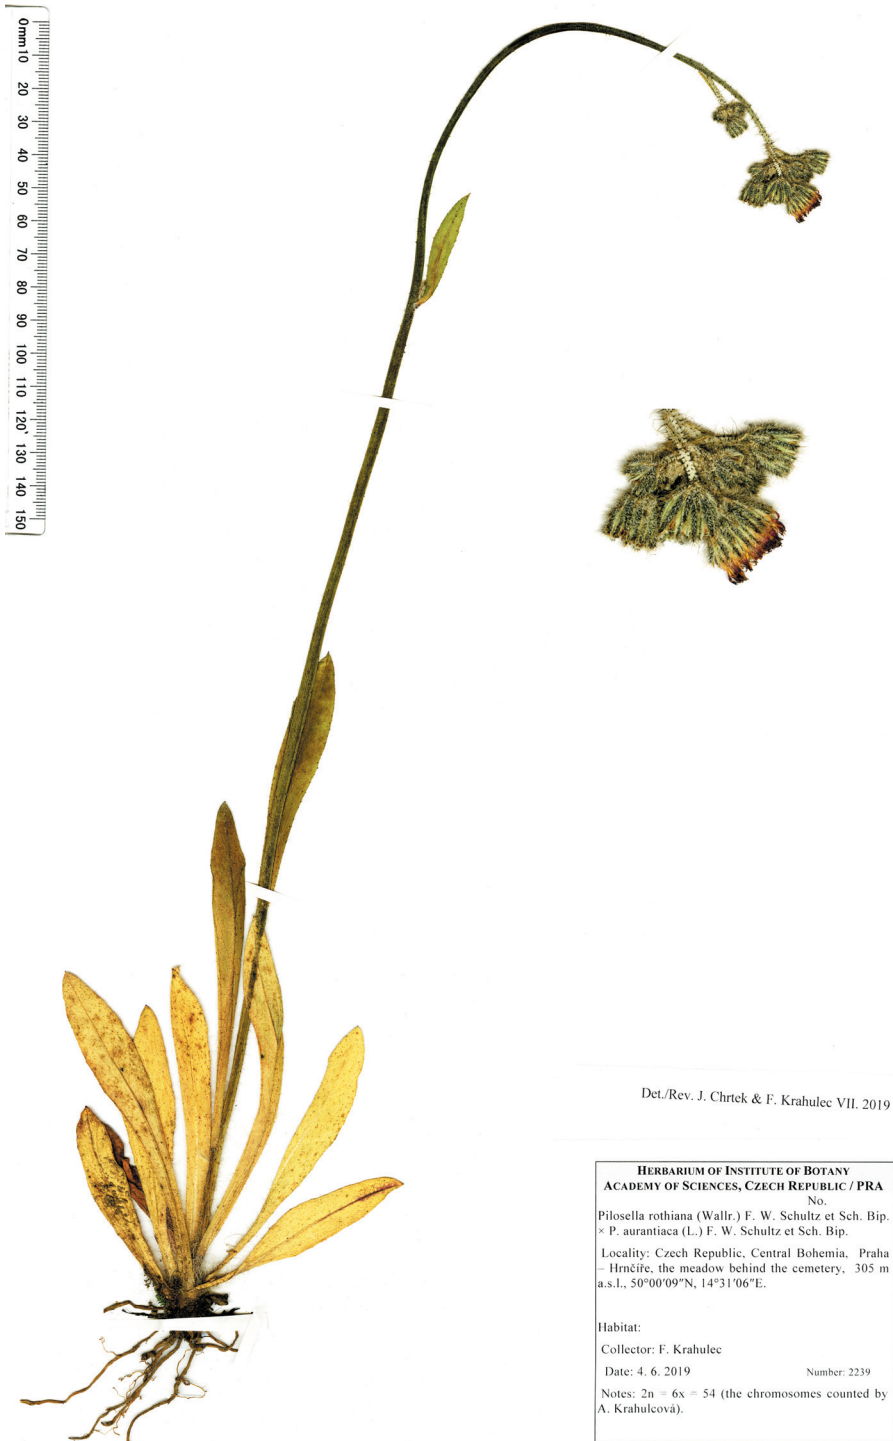 0mm10 20 30 40 50 60 70 80 90 100 110 120 130 140 150
Det./Rev. J. Chrtek & F. Krahulec VII. 2019
HERBARIUM OF INSTITUTE OF BOTANY
ACADEMY OF SCIENCES, CZECH REPUBLIC / PRA
No.
Pilosella rothiana (Wallr.) F. W. Schultz et Sch. Bip.
× P. aurantiaca (L.) F. W. Schultz et Sch. Bip.
Locality: Czech Republic, Central Bohemia, Praha
– Hrnčíře, the meadow behind the cemetery, 305 m
a.s.l., 50°00′09″N, 14°31′06″E.
Habitat:
Collector: F. Krahulec
Date: 4. 6. 2019 Number: 2239
Notes: 2n = 6x = 54 (the chromosomes counted by
A. Krahulcová).